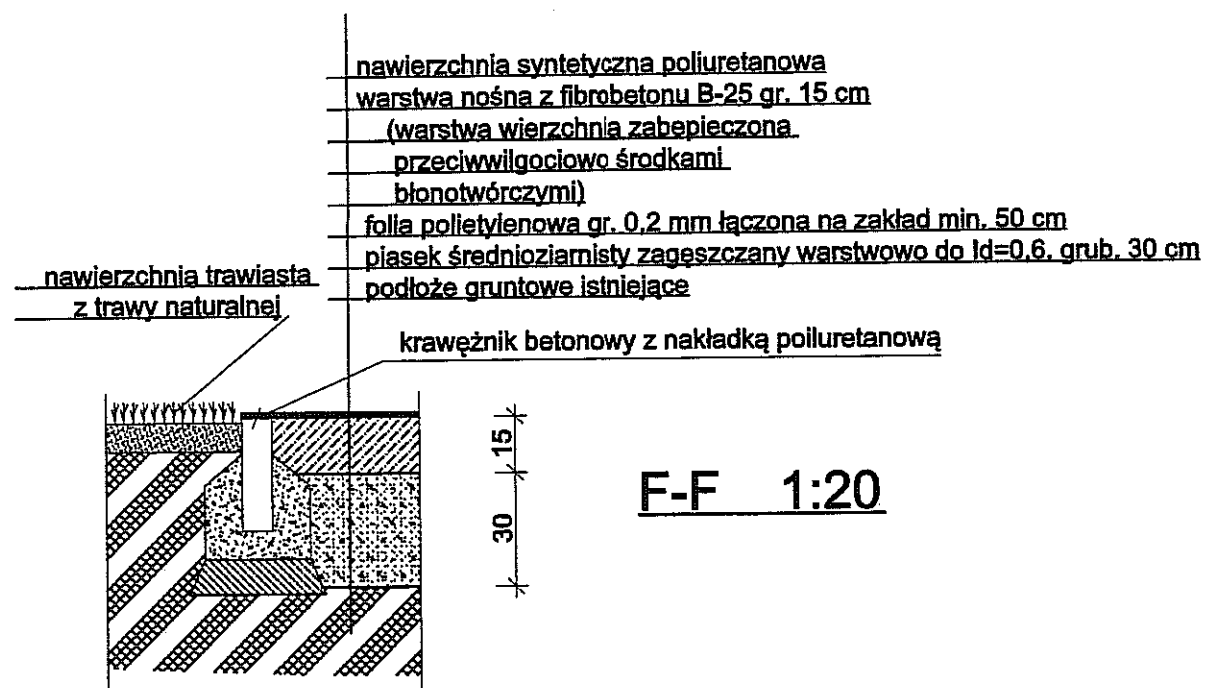 nawierzchnia syntetyczna poliuretanowa
warstwa nośna z fibrobetonu B-25 gr. 15 cm
(warstwa wierzchnia zabepieczona
przeciwwilgociowo środkami
błonotwórczymi)
folia polietylenowa gr. 0,2 mm łączona na zakład min. 50 cm
piasek średnioziarnisty zagęszczany warstwowo do Id=0,6, grub. 30 cm
podłoże gruntowe istniejące
nawierzchnia trawiasta
z trawy naturalnej
krawężnik betonowy z nakładką poiluretanową
15
30
F-F 1:20